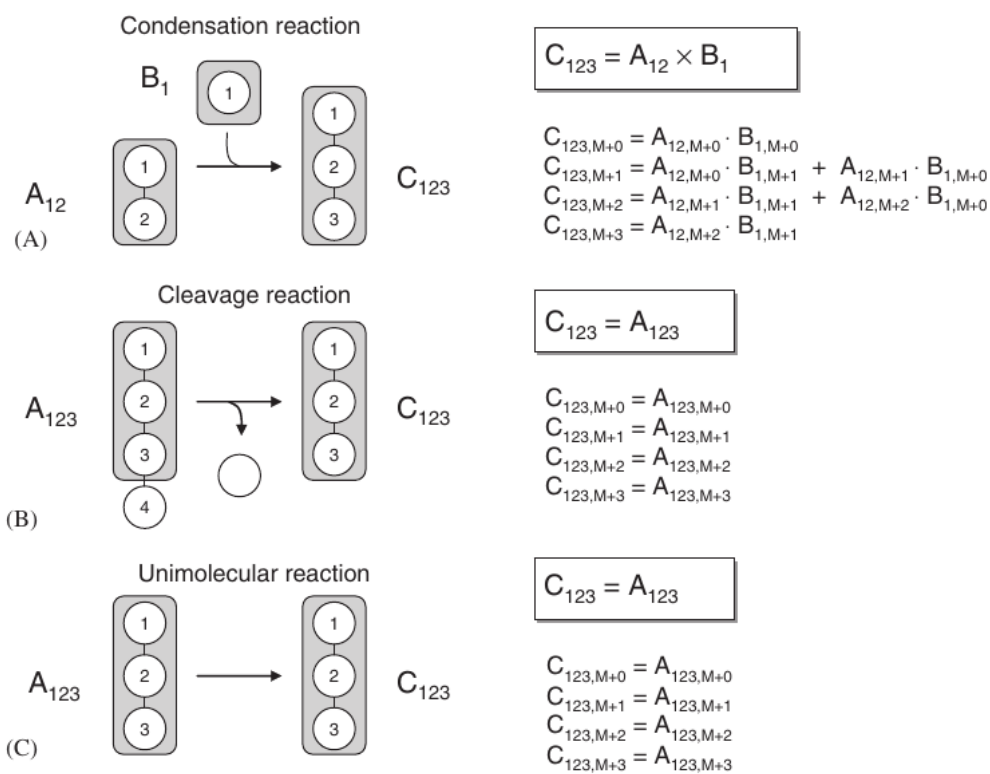 Condensation reaction
B₁
1
1
1
2
2
3
A₁₂
C₁₂₃
(A)
C₁₂₃ = A₁₂ × B₁
C₁₂₃,M+0 = A₁₂,M+0 · B₁,M+0
C₁₂₃,M+1 = A₁₂,M+0 · B₁,M+1 + A₁₂,M+1 · B₁,M+0
C₁₂₃,M+2 = A₁₂,M+1 · B₁,M+1 + A₁₂,M+2 · B₁,M+0
C₁₂₃,M+3 = A₁₂,M+2 · B₁,M+1
Cleavage reaction
A₁₂₃
1
2
3
4
1
2
3
C₁₂₃
(B)
C₁₂₃ = A₁₂₃
C₁₂₃,M+0 = A₁₂₃,M+0
C₁₂₃,M+1 = A₁₂₃,M+1
C₁₂₃,M+2 = A₁₂₃,M+2
C₁₂₃,M+3 = A₁₂₃,M+3
Unimolecular reaction
A₁₂₃
1
2
3
1
2
3
C₁₂₃
(C)
C₁₂₃ = A₁₂₃
C₁₂₃,M+0 = A₁₂₃,M+0
C₁₂₃,M+1 = A₁₂₃,M+1
C₁₂₃,M+2 = A₁₂₃,M+2
C₁₂₃,M+3 = A₁₂₃,M+3